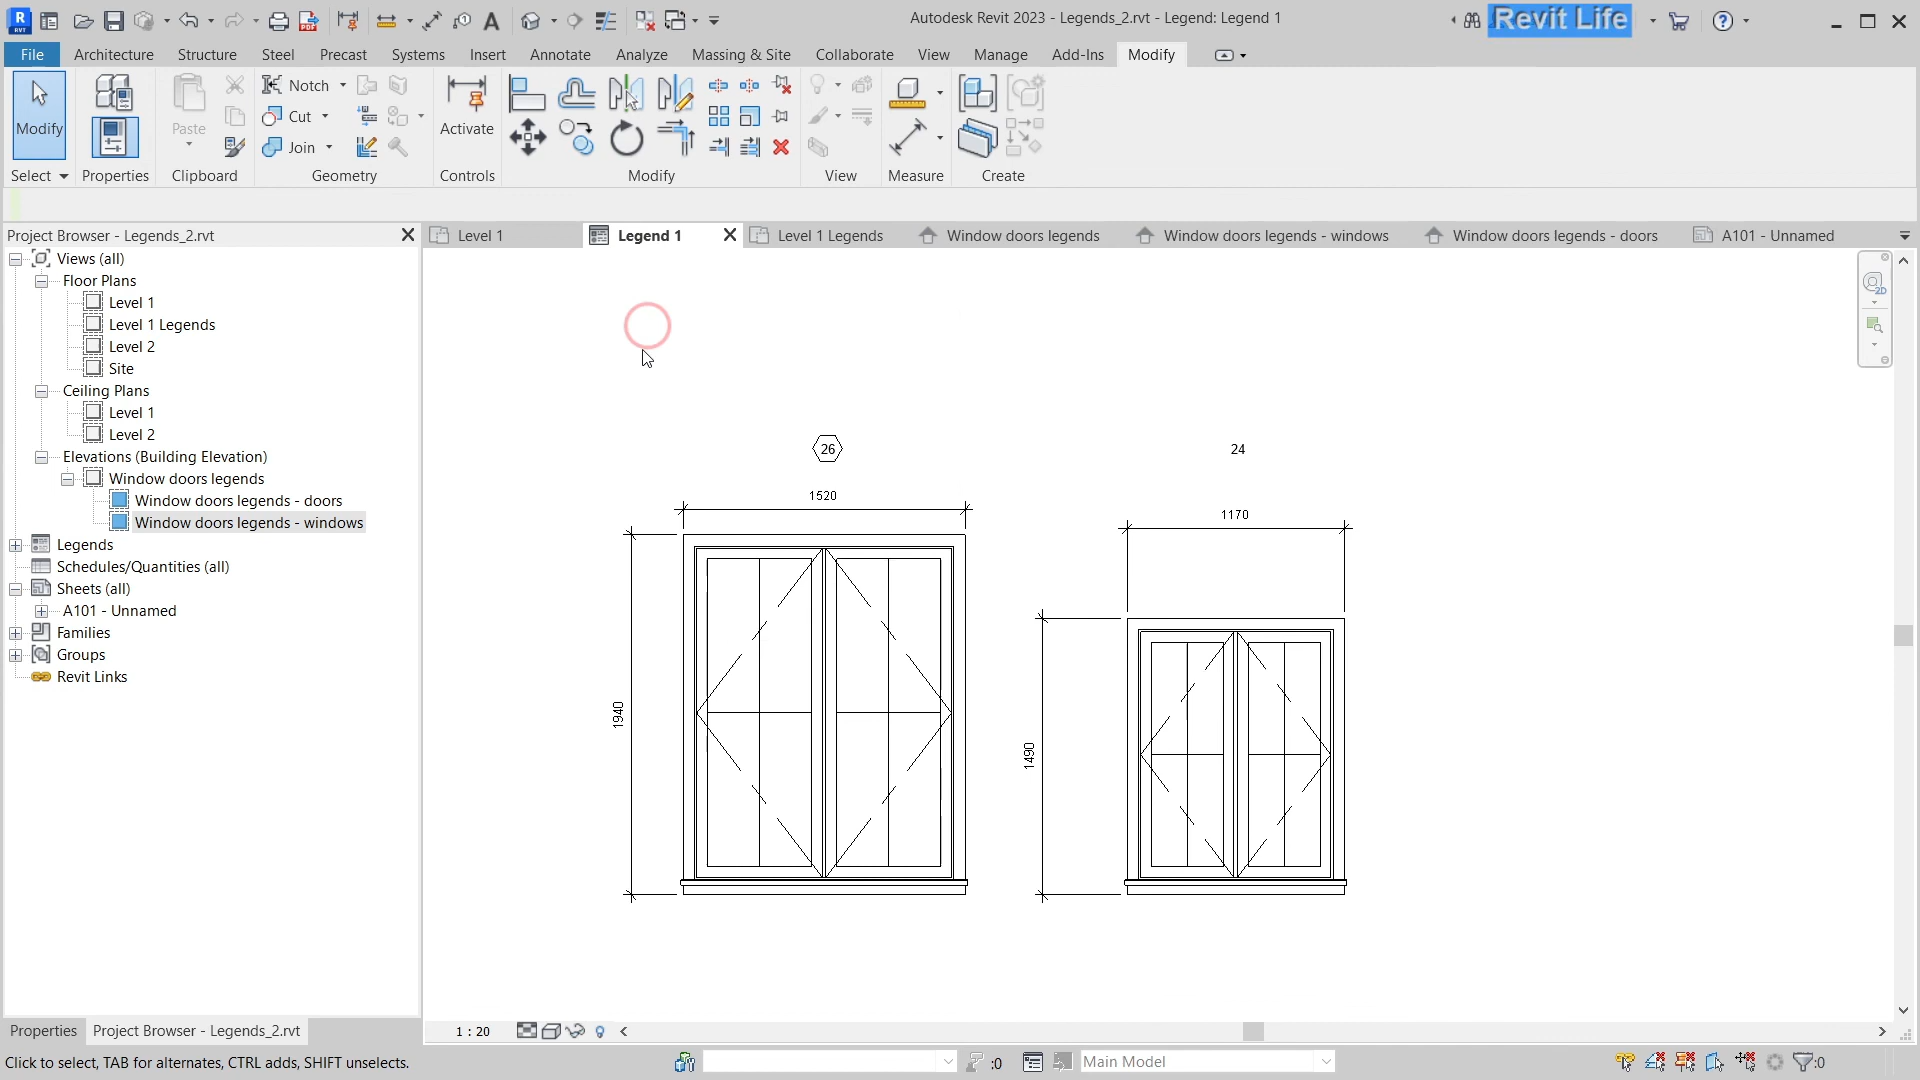 Autodesk Revit 2023 - Legends_2.rvt - Legend: Legend 1
Revit Life
File
Architecture
Structure
Steel
Precast
Systems
Insert
Annotate
Analyze
Massing & Site
Collaborate
View
Manage
Add-Ins
Modify
Modify
Paste
Notch
Cut
Join
Activate
Select
Properties
Clipboard
Geometry
Controls
Modify
View
Measure
Create
Project Browser - Legends_2.rvt
Level 1
Legend 1
Level 1 Legends
Window doors legends
Window doors legends - windows
Window doors legends - doors
A101 - Unnamed
Views (all)
Floor Plans
Level 1
Level 1 Legends
Level 2
Site
Ceiling Plans
Level 1
Level 2
Elevations (Building Elevation)
Window doors legends
Window doors legends - doors
Window doors legends - windows
Legends
Schedules/Quantities (all)
Sheets (all)
A101 - Unnamed
Families
Groups
Revit Links
26
24
1520
1170
1940
1490
Properties
Project Browser - Legends_2.rvt
1 : 20
Click to select, TAB for alternates, CTRL adds, SHIFT unselects.
:0
Main Model
:0